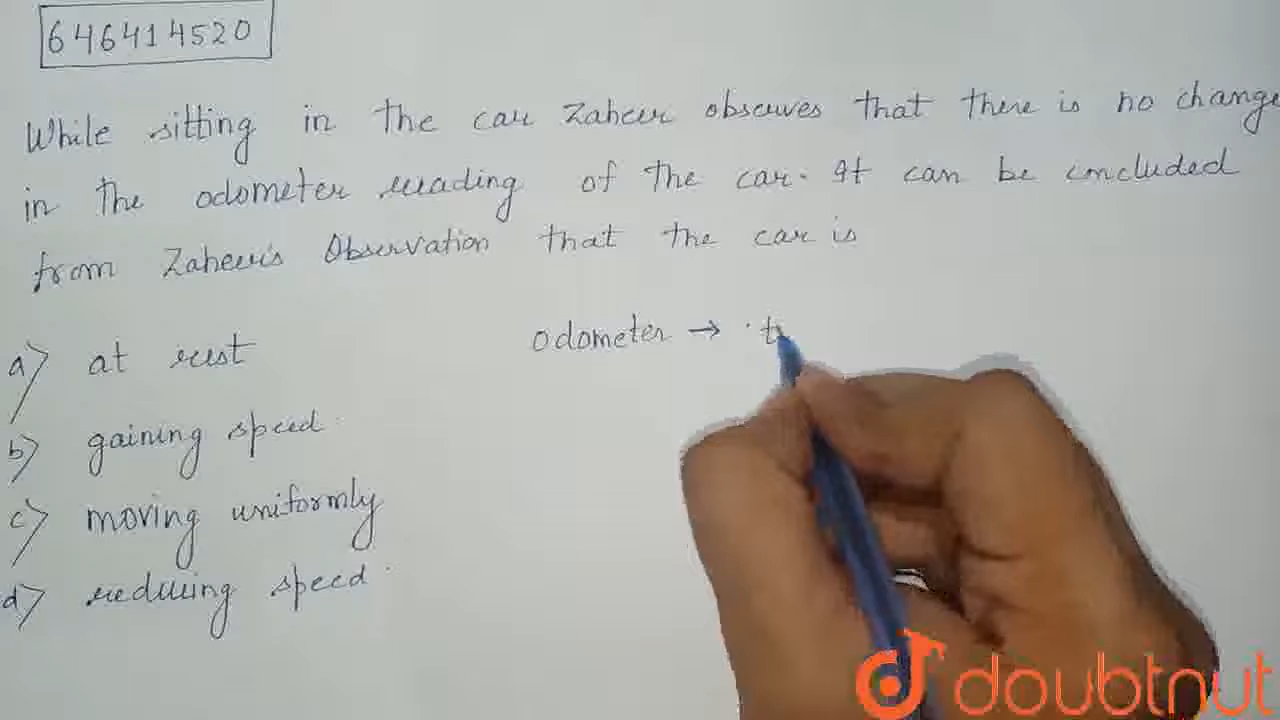 646414520
While sitting in the car Zaheer observes that there is no change
in the odometer reading of the car. It can be concluded
from Zaheer's Observation that the car is
a) at rest
odometer → t
b) gaining speed.
c) moving uniformly
d) reducing speed.
doubtnut